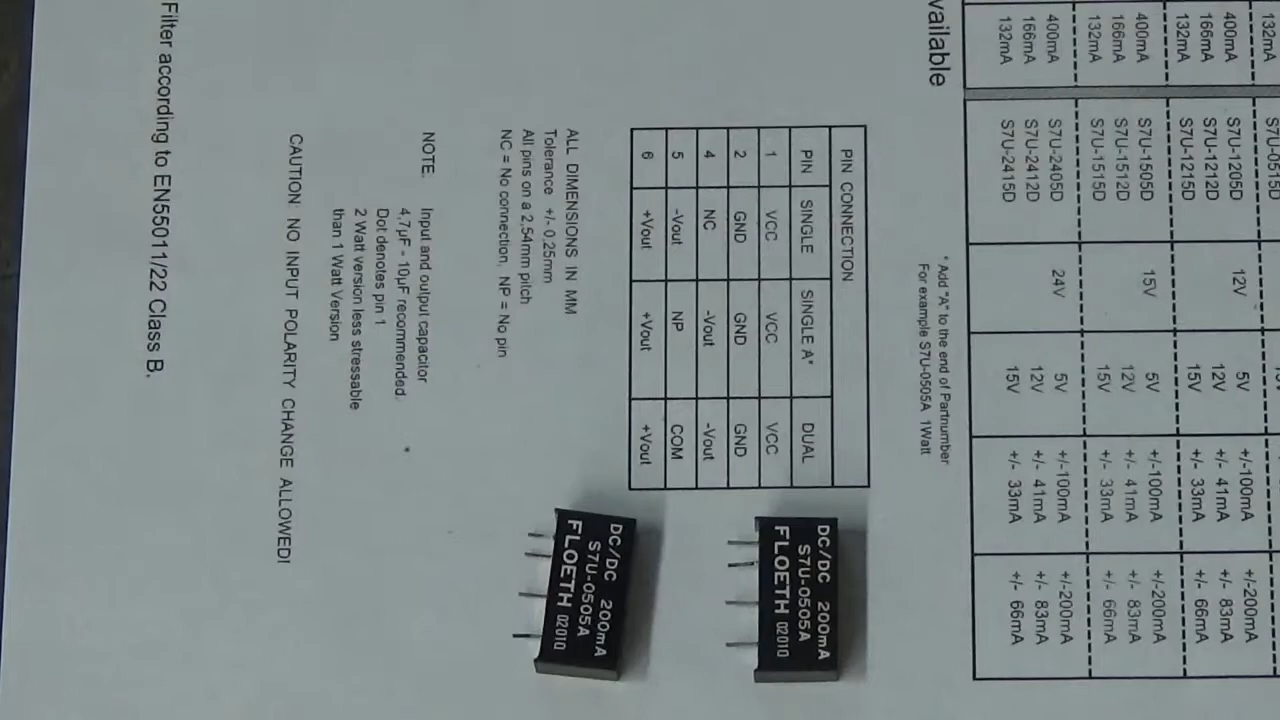 132mA S7U-0515D
400mA S7U-1205D 12V 5V +/-100mA +/-200mA
166mA S7U-1212D 12V +/- 41mA +/- 83mA
132mA S7U-1215D 15V +/- 33mA +/- 66mA
400mA S7U-1505D 15V 5V +/-100mA +/-200mA
166mA S7U-1512D 12V +/- 41mA +/- 83mA
132mA S7U-1515D 15V +/- 33mA +/- 66mA
400mA S7U-2405D 24V 5V +/-100mA +/-200mA
166mA S7U-2412D 12V +/- 41mA +/- 83mA
132mA S7U-2415D 15V +/- 33mA +/- 66mA
vailable
* Add "A" to the end of Partnumber
For example S7U-0505A 1Watt
PIN CONNECTION
PIN SINGLE SINGLE A* DUAL
1 VCC VCC VCC
2 GND GND GND
4 NC -Vout -Vout
5 -Vout NP COM
6 +Vout +Vout +Vout
DC/DC 200mA
S7U-0505A
FLOETH 02010
DC/DC 200mA
S7U-0505A
FLOETH 02010
ALL DIMENSIONS IN MM
Tolerance +/- 0,25mm
All pins on a 2,54mm pitch
NC = No connection, NP = No pin
NOTE: Input and output capacitor
4,7µF - 10µF recommended.
Dot denotes pin 1
2 Watt version less stressable
than 1 Watt Version
CAUTION: NO INPUT POLARITY CHANGE ALLOWED!
Filter according to EN55011/22 Class B.